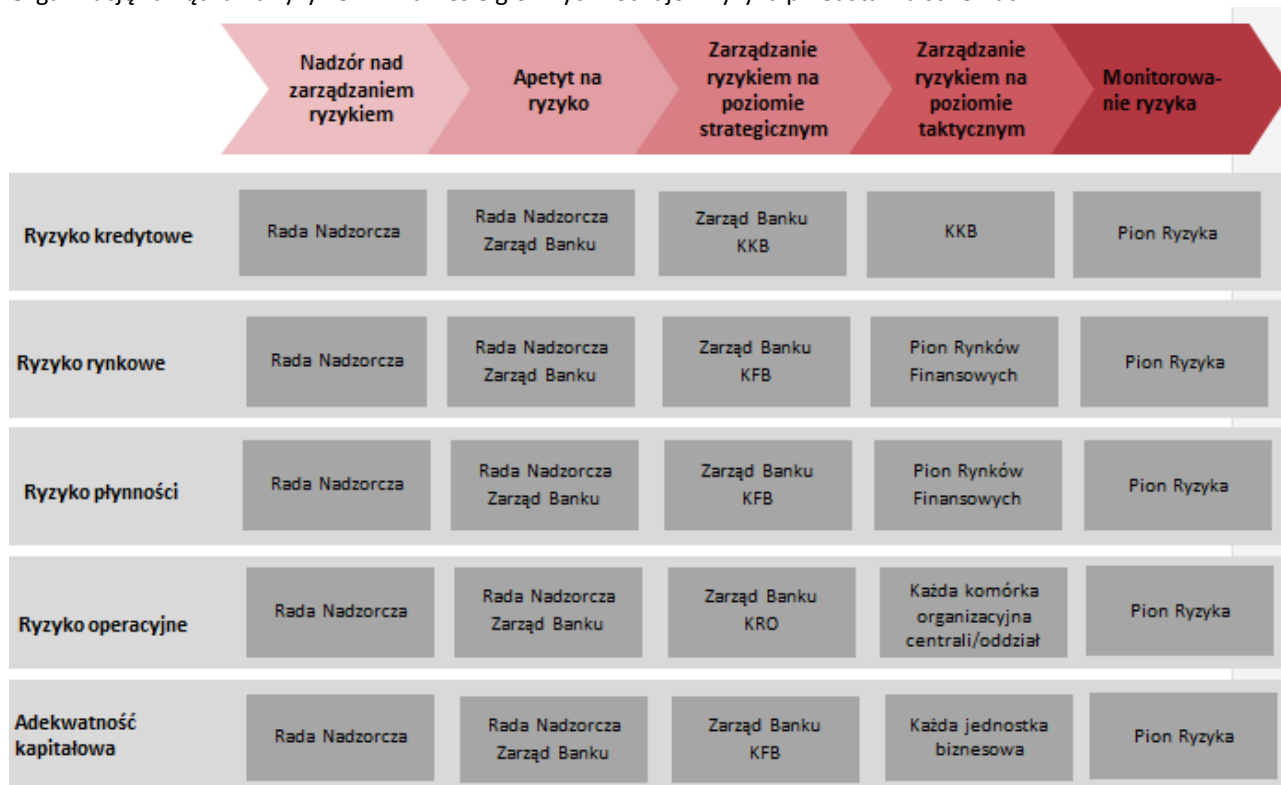 Nadzór nad
zarządzaniem
ryzykiem
Apetyt na
ryzyko
Zarządzanie
ryzykiem na
poziomie
strategicznym
Zarządzanie
ryzykiem na
poziomie
taktycznym
Monitorowa-
nie ryzyka
Ryzyko kredytowe
Rada Nadzorcza
Rada Nadzorcza
Zarząd Banku
Zarząd Banku
KKB
KKB
Pion Ryzyka
Ryzyko rynkowe
Rada Nadzorcza
Rada Nadzorcza
Zarząd Banku
Zarząd Banku
KFB
Pion Rynków
Finansowych
Pion Ryzyka
Ryzyko płynności
Rada Nadzorcza
Rada Nadzorcza
Zarząd Banku
Zarząd Banku
KFB
Pion Rynków
Finansowych
Pion Ryzyka
Ryzyko operacyjne
Rada Nadzorcza
Rada Nadzorcza
Zarząd Banku
Zarząd Banku
KRO
Każda komórka
organizacyjna
centrali/oddział
Pion Ryzyka
Adekwatność
kapitałowa
Rada Nadzorcza
Rada Nadzorcza
Zarząd Banku
Zarząd Banku
KFB
Każda jednostka
biznesowa
Pion Ryzyka